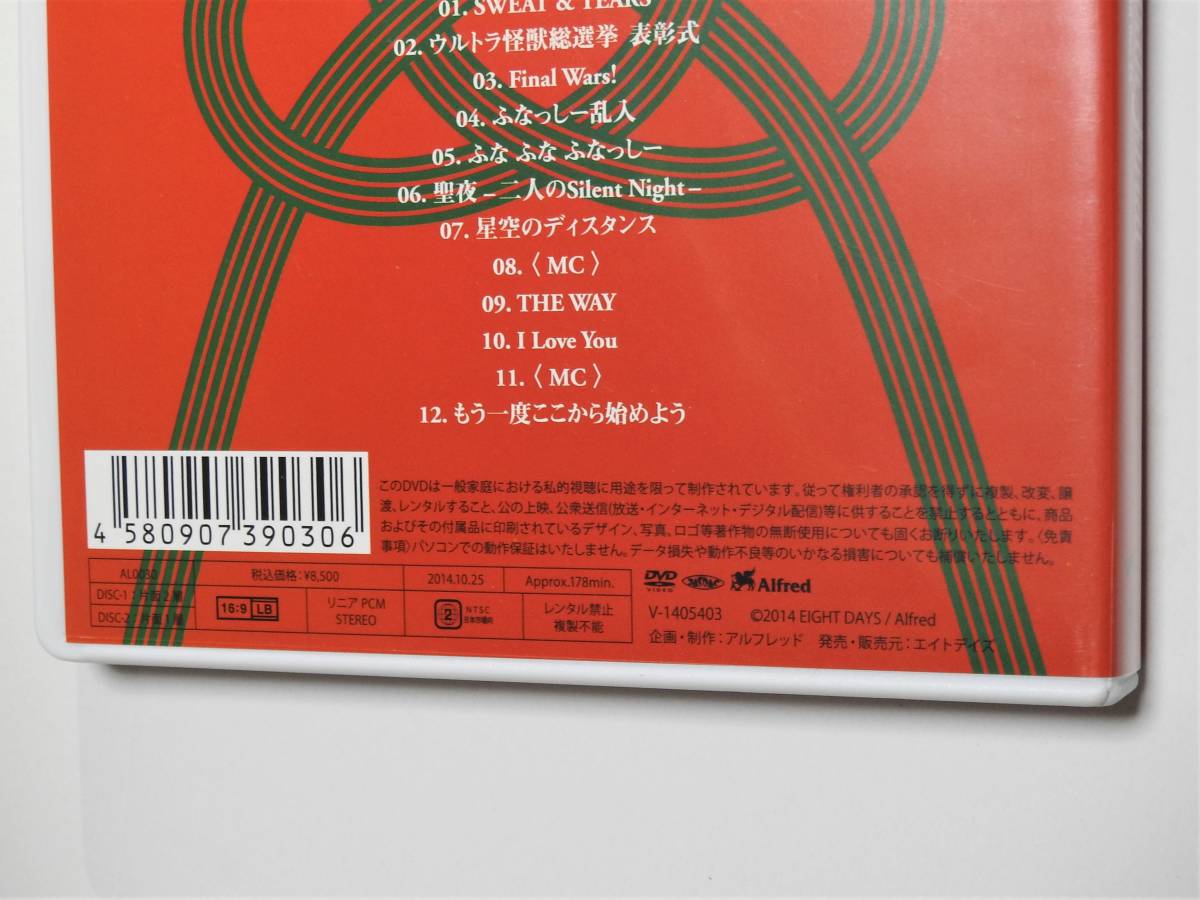 01. SWEAT & TEARS
02. ウルトラ怪獣総選挙 表彰式
03. Final Wars!
04. ふなっしー乱入
05. ふな ふな ふなっしー
06. 聖夜 – 二人のSilent Night –
07. 星空のディスタンス
08. 〈 MC 〉
09. THE WAY
10. I Love You
11. 〈 MC 〉
12. もう一度ここから始めよう
このDVDは一般家庭における私的視聴に用途を限って制作されています。従って権利者の承認を得ずに複製、改変、譲
渡、レンタルすること、公の上映、公衆送信(放送・インターネット・デジタル配信)等に供することを禁止するとともに、商品
およびその付属品に印刷されているデザイン、写真、ロゴ等著作物の無断使用についても固くお断りいたします。〈免責
事項〉パソコンでの動作保証はいたしません。データ損失や動作不良等のいかなる損害についても補償いたしません。
4 580907 390306
AL0030 税込価格：¥8,500 2014.10.25 Approx.178min.
DISC-1：片面2層
DISC-2：片面1層
16:9 LB
リニア PCM
STEREO
2 NTSC
日本市場向
レンタル禁止
複製不能
DVD VIDEO Alfred
V-1405403 ©2014 EIGHT DAYS / Alfred
企画・制作：アルフレッド 発売・販売元：エイトデイズ